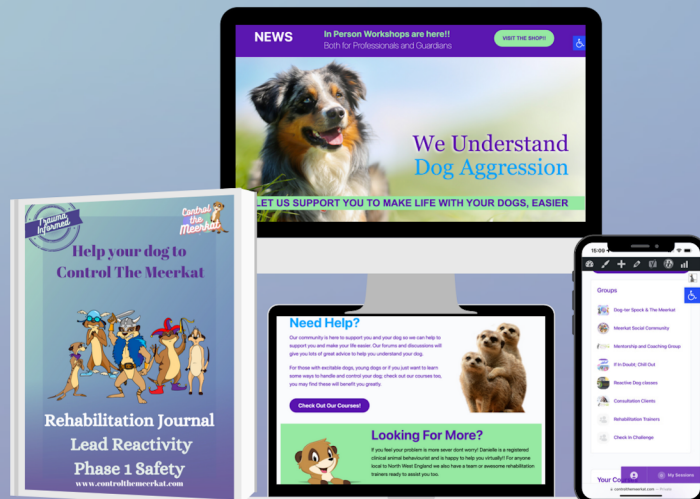 NEWS
In Person Workshops are here!!
Both for Professionals and Guardians
VISIT THE SHOP!!
We Understand
Dog Aggression
LET US SUPPORT YOU TO MAKE LIFE WITH YOUR DOGS, EASIER
Trauma
Informed
Control
the
Meerkat
Help your dog to
Control The Meerkat
Rehabilitation Journal
Lead Reactivity
Phase 1 Safety
www.controlthemeerkat.com
Need Help?
Our community is here to support you and your dog so we can help to
support you and make your life easier. Our forums and discussions will
give you lots of great advice to help you understand your dog.
For those with excitable dogs, young dogs or if you just want to learn
some ways to handle and control your dog; check out our courses too,
you may find these will benefit you greatly.
Check Out Our Courses!
Looking For More?
If you feel your problem is more sever dont worry! Danielle is a registered
clinical animal behaviourist and is happy to help you virtually!! For anyone
local to North West England we also have a team or awesome rehabilitation
trainers ready to assist you too.
15:09
Groups
Dog-ter Spock & The Meerkat
Meerkat Social Community
Mentorship and Coaching Group
If In Doubt, Chill Out
Reactive Dog classes
Consultation Clients
Rehabilitation Trainers
Check in Challenge
Your Courses
My Sessions
controlthemeerkat.com — Private